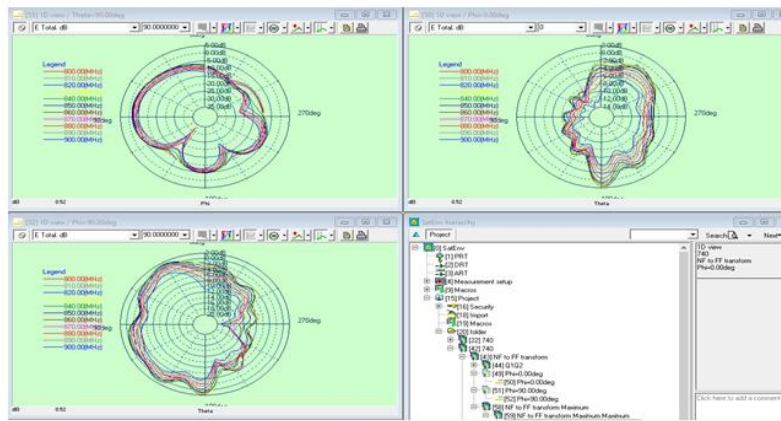 [53] 1D view / Theta=90.00deg
E Total. dB
90.0000000
Legend
800.00(MHz)
810.00(MHz)
820.00(MHz)
840.00(MHz)
850.00(MHz)
860.00(MHz)
870.00(MHz)
880.00(MHz)
890.00(MHz)
900.00(MHz)
270deg
dB
Phi
[50] 1D view / Phi=0.00deg
E Total. dB
0
Legend
800.00(MHz)
810.00(MHz)
820.00(MHz)
840.00(MHz)
850.00(MHz)
860.00(MHz)
870.00(MHz)
880.00(MHz)
890.00(MHz)
900.00(MHz)
270deg
dB
Theta
[52] 1D view / Phi=90.00deg
E Total. dB
90.0000000
Legend
800.00(MHz)
810.00(MHz)
820.00(MHz)
840.00(MHz)
850.00(MHz)
860.00(MHz)
870.00(MHz)
880.00(MHz)
890.00(MHz)
900.00(MHz)
270deg
dB
Theta
SatEnv hierarchy
Project
Search
Next
[0] SatEnv
[1] PRT
[2] DRT
[3] ART
[4] Measurement setup
[9] Macros
[15] Project
[16] Security
[18] Import
[19] Macros
[20] folder
[22] 740
[42] 740
[43] NF to FF transform
[44] Q1Q2
[49] Phi=0.00deg
[50] Phi=0.00deg
[51] Phi=90.00deg
[52] Phi=90.00deg
[58] NF to FF transform Maximum
[59] NF to FF transform Maximum Maximum
1D view
740
NF to FF transform
Phi=0.00deg
Click here to add a comment